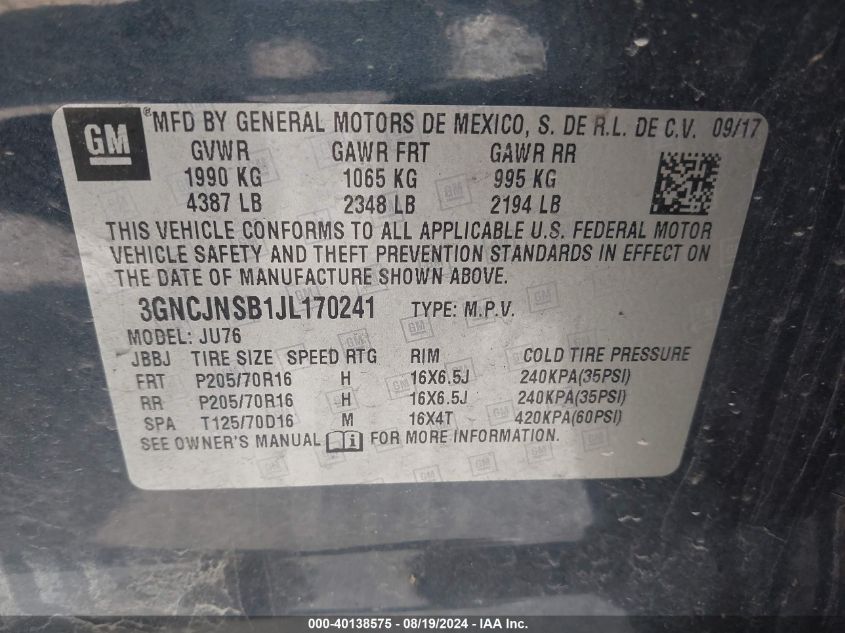 GM ® MFD BY GENERAL MOTORS DE MEXICO, S. DE R.L. DE C.V. 09/17
GVWR GAWR FRT GAWR RR
1990 KG 1065 KG 995 KG
4387 LB 2348 LB 2194 LB
THIS VEHICLE CONFORMS TO ALL APPLICABLE U.S. FEDERAL MOTOR
VEHICLE SAFETY AND THEFT PREVENTION STANDARDS IN EFFECT ON
THE DATE OF MANUFACTURE SHOWN ABOVE.
3GNCJNSB1JL170241 TYPE: M.P.V.
MODEL: JU76
JBBJ TIRE SIZE SPEED RTG RIM COLD TIRE PRESSURE
FRT P205/70R16 H 16X6.5J 240KPA(35PSI)
RR P205/70R16 H 16X6.5J 240KPA(35PSI)
SPA T125/70D16 M 16X4T 420KPA(60PSI)
SEE OWNER'S MANUAL FOR MORE INFORMATION.
000-40138575 - 08/19/2024 - IAA Inc.